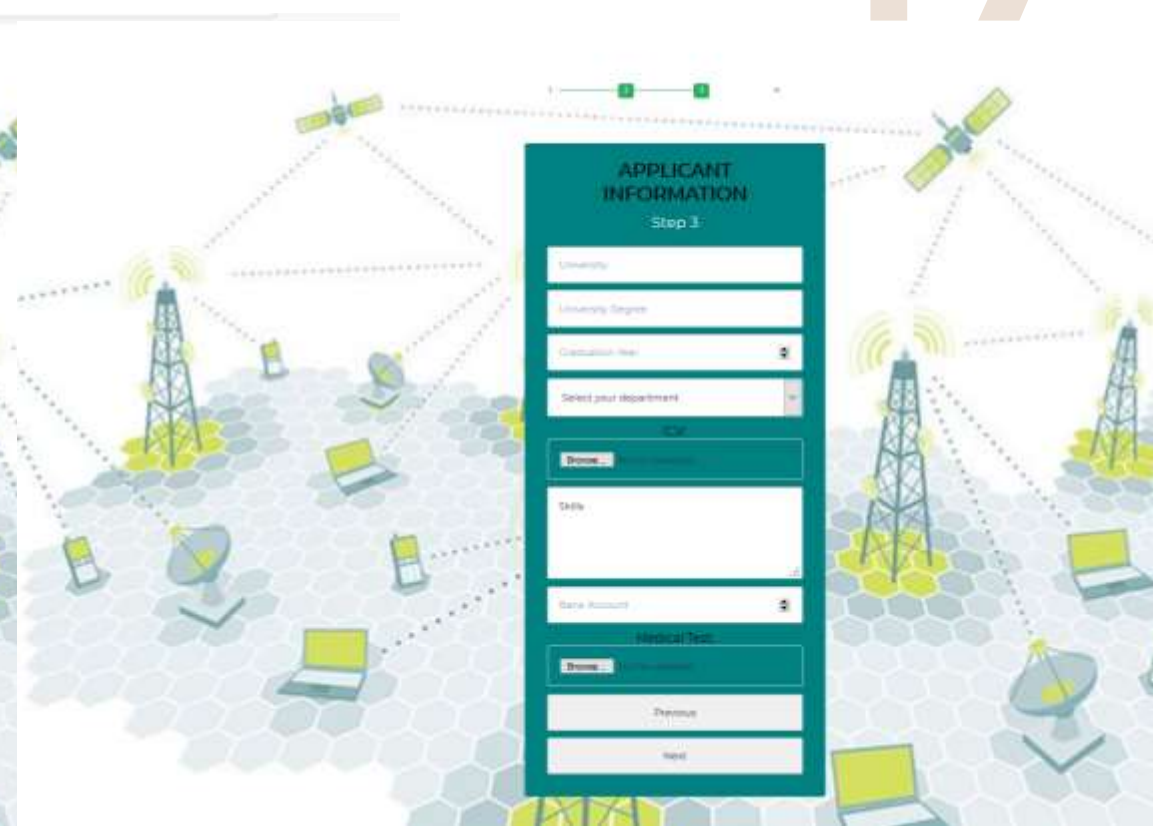 APPLICANT
INFORMATION
Step 3
University
University Degree
Graduation Year
Select your department
CV:
Browse...
Skills
Bank Account
Medical Test:
Browse...
Previous
Next